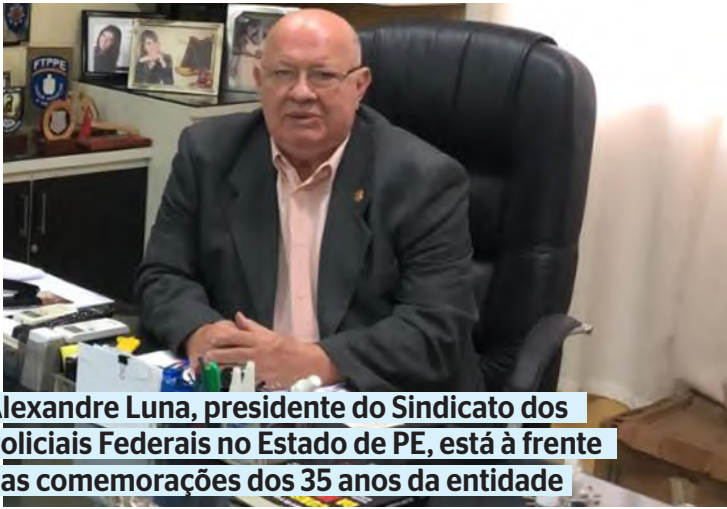 FTPPE
lexandre Luna, presidente do Sindicato dos
oliciais Federais no Estado de PE, está à frente
as comemorações dos 35 anos da entidade